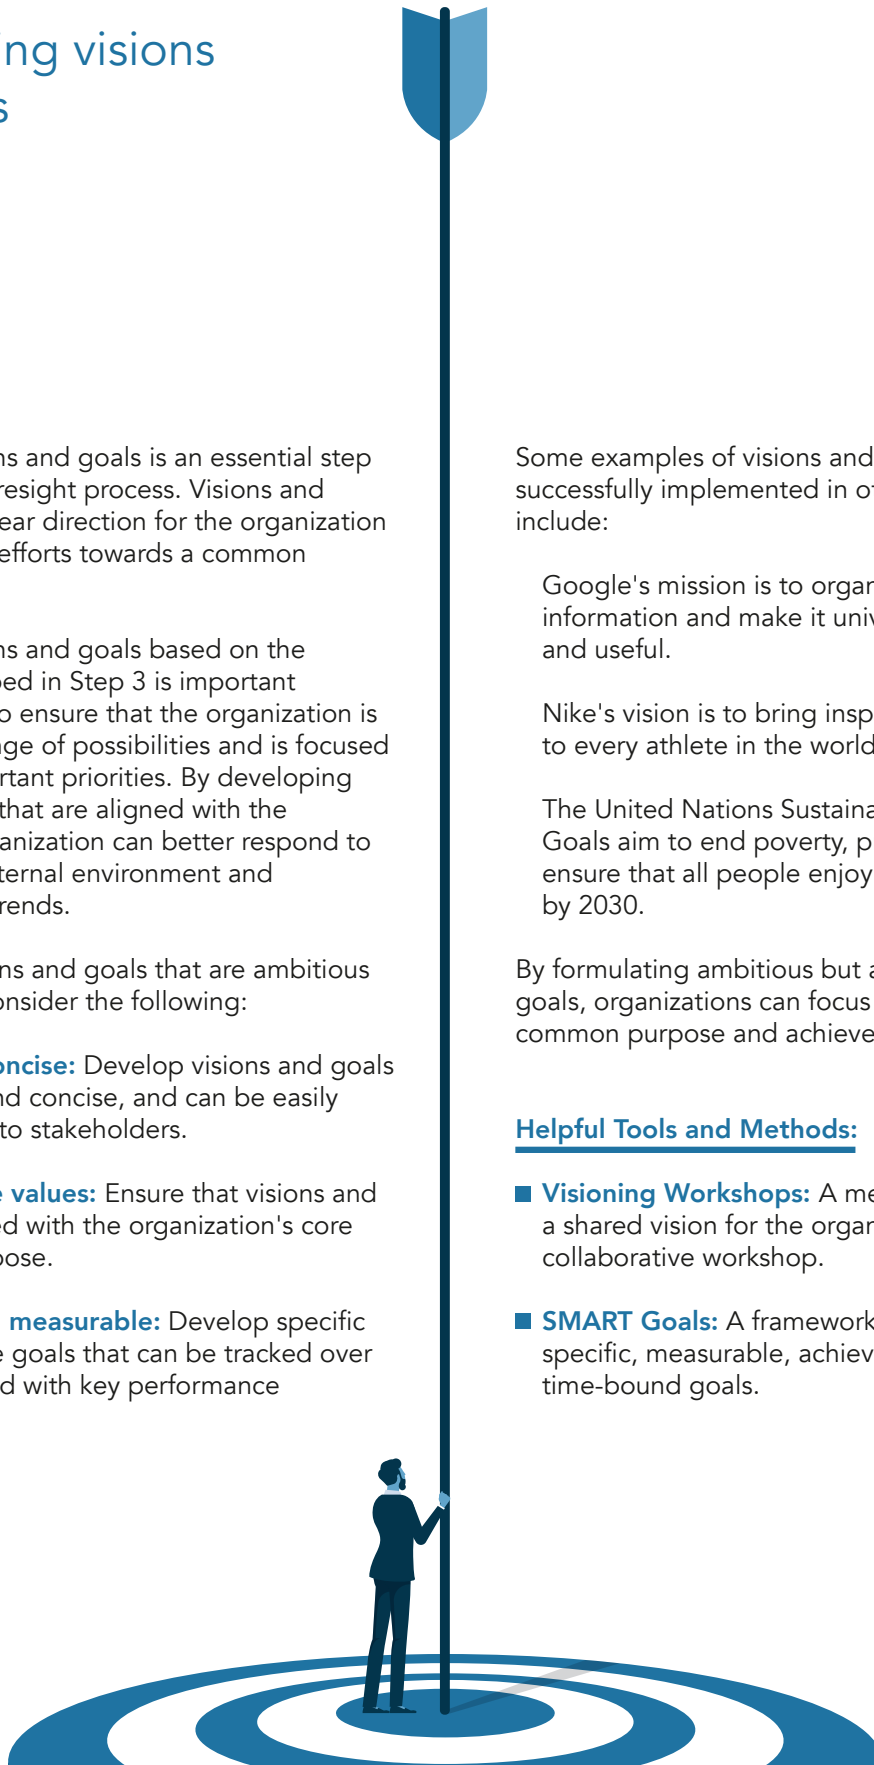 ing visions
s
ns and goals is an essential step
resight process. Visions and
ear direction for the organization
efforts towards a common
ns and goals based on the
ped in Step 3 is important
o ensure that the organization is
nge of possibilities and is focused
rtant priorities. By developing
that are aligned with the
anization can better respond to
ternal environment and
rends.
ns and goals that are ambitious
onsider the following:
oncise: Develop visions and goals
nd concise, and can be easily
to stakeholders.
e values: Ensure that visions and
ed with the organization's core
pose.
measurable: Develop specific
e goals that can be tracked over
d with key performance
Some examples of visions and
successfully implemented in ot
include:
Google's mission is to organ
information and make it univ
and useful.
Nike's vision is to bring insp
to every athlete in the world
The United Nations Sustaina
Goals aim to end poverty, p
ensure that all people enjoy
by 2030.
By formulating ambitious but a
goals, organizations can focus
common purpose and achieve
Helpful Tools and Methods:
Visioning Workshops: A me
a shared vision for the organ
collaborative workshop.
SMART Goals: A framework
specific, measurable, achiev
time-bound goals.